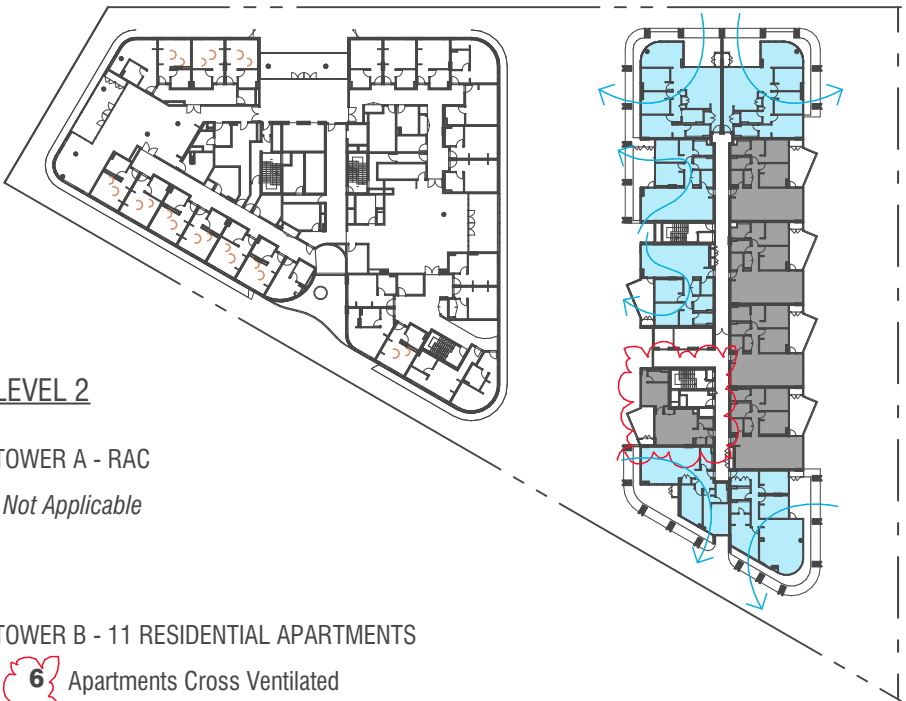 LEVEL 2
TOWER A - RAC
Not Applicable
TOWER B - 11 RESIDENTIAL APARTMENTS
6 Apartments Cross Ventilated